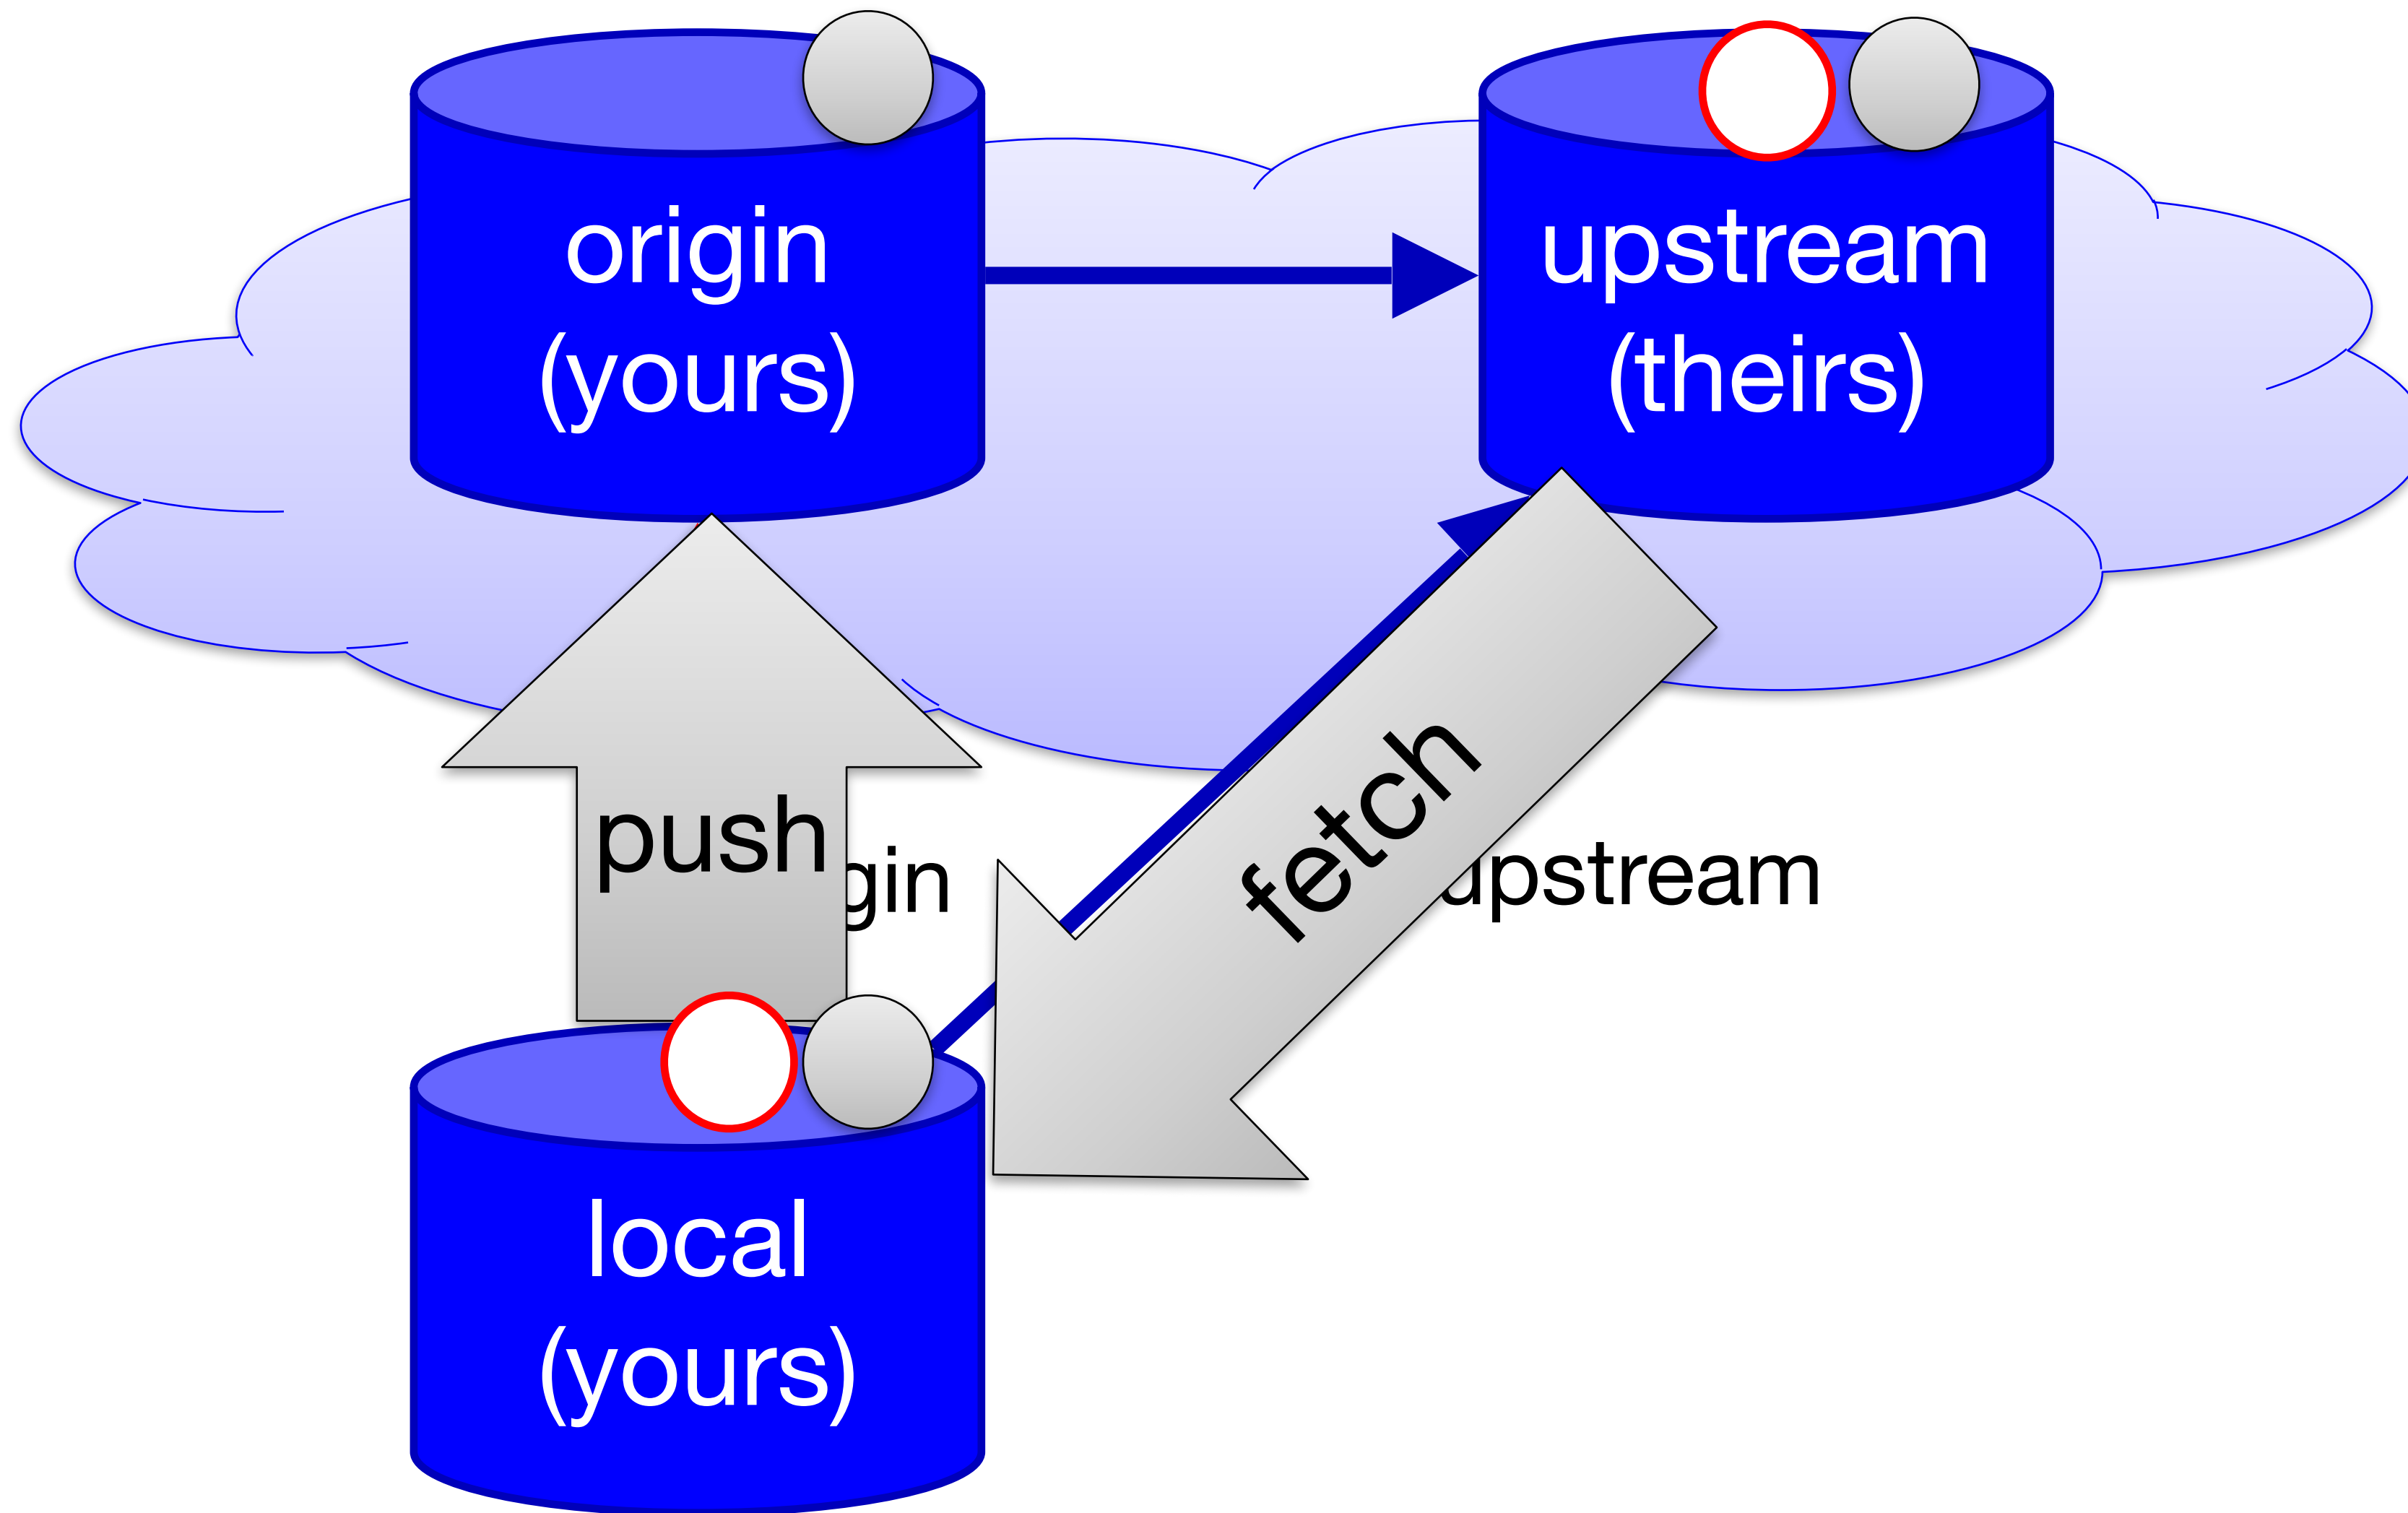 origin
(yours)
upstream
(theirs)
push
gin
fetch
upstream
local
(yours)